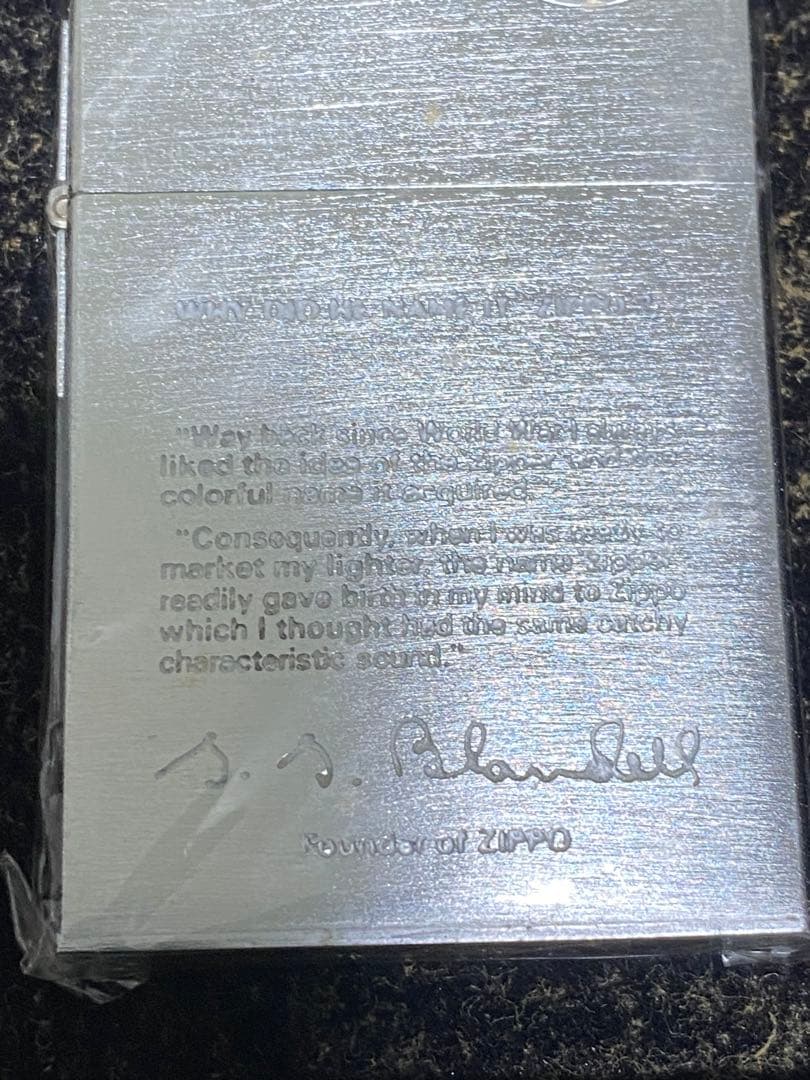 WHY DID WE NAME IT "ZIPPO"?
"Way back since World War I always
liked the idea of the zipper and the
colorful name it acquired."
"Consequently, when I was ready to
market my lighter, the name Zipper
readily gave birth in my mind to Zippo
which I thought had the same catchy
characteristic sound."
G. G. Blaisdell
Founder of ZIPPO